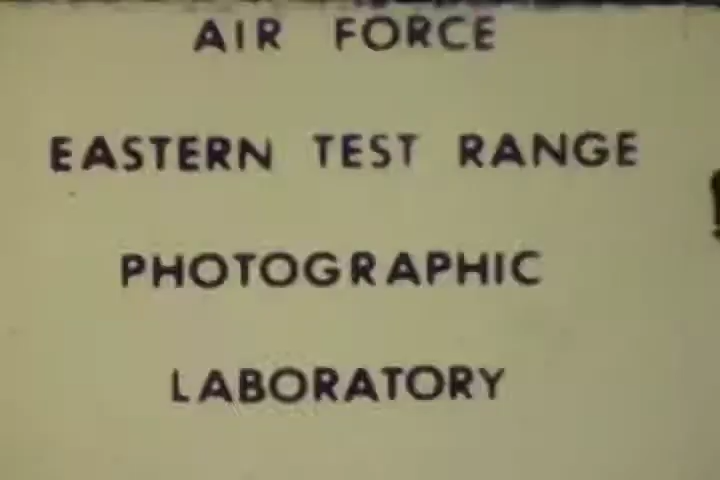 AIR FORCE
EASTERN TEST RANGE
PHOTOGRAPHIC
LABORATORY